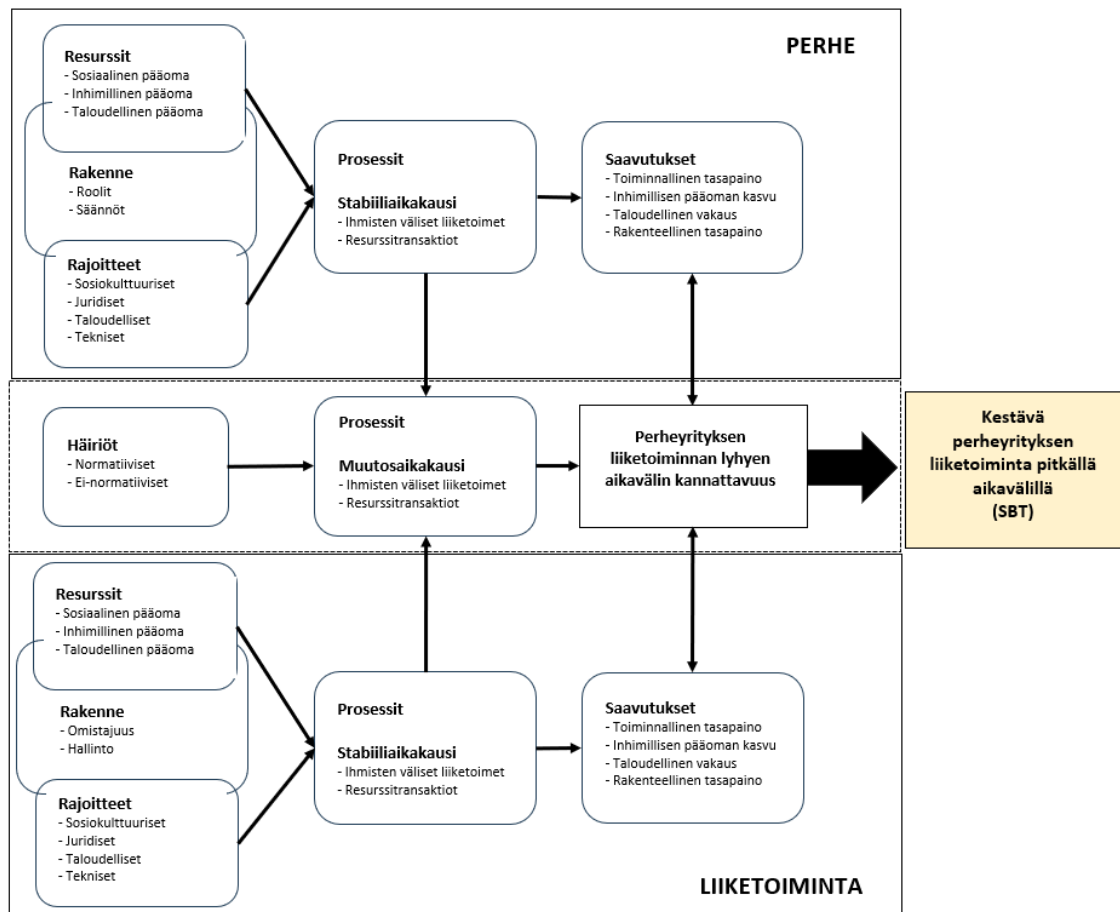 PERHE
Resurssit
- Sosiaalinen pääoma
- Inhimillinen pääoma
- Taloudellinen pääoma
Rakenne
- Roolit
- Säännöt
Rajoitteet
- Sosiokulttuuriset
- Juridiset
- Taloudelliset
- Tekniset
Prosessit
Stabiiliaikakausi
- Ihmisten väliset liiketoimet
- Resurssitransaktiot
Saavutukset
- Toiminnallinen tasapaino
- Inhimillisen pääoman kasvu
- Taloudellinen vakaus
- Rakenteellinen tasapaino
Häiriöt
- Normatiiviset
- Ei-normatiiviset
Prosessit
Muutosaikakausi
- Ihmisten väliset liiketoimet
- Resurssitransaktiot
Perheyrityksen
liiketoiminnan lyhyen
aikavälin kannattavuus
Kestävä
perheyrityksen
liiketoiminta pitkällä
aikavälillä
(SBT)
Resurssit
- Sosiaalinen pääoma
- Inhimillinen pääoma
- Taloudellinen pääoma
Rakenne
- Omistajuus
- Hallinto
Rajoitteet
- Sosiokulttuuriset
- Juridiset
- Taloudelliset
- Tekniset
Prosessit
Stabiiliaikakausi
- Ihmisten väliset liiketoimet
- Resurssitransaktiot
Saavutukset
- Toiminnallinen tasapaino
- Inhimillisen pääoman kasvu
- Taloudellinen vakaus
- Rakenteellinen tasapaino
LIIKETOIMINTA